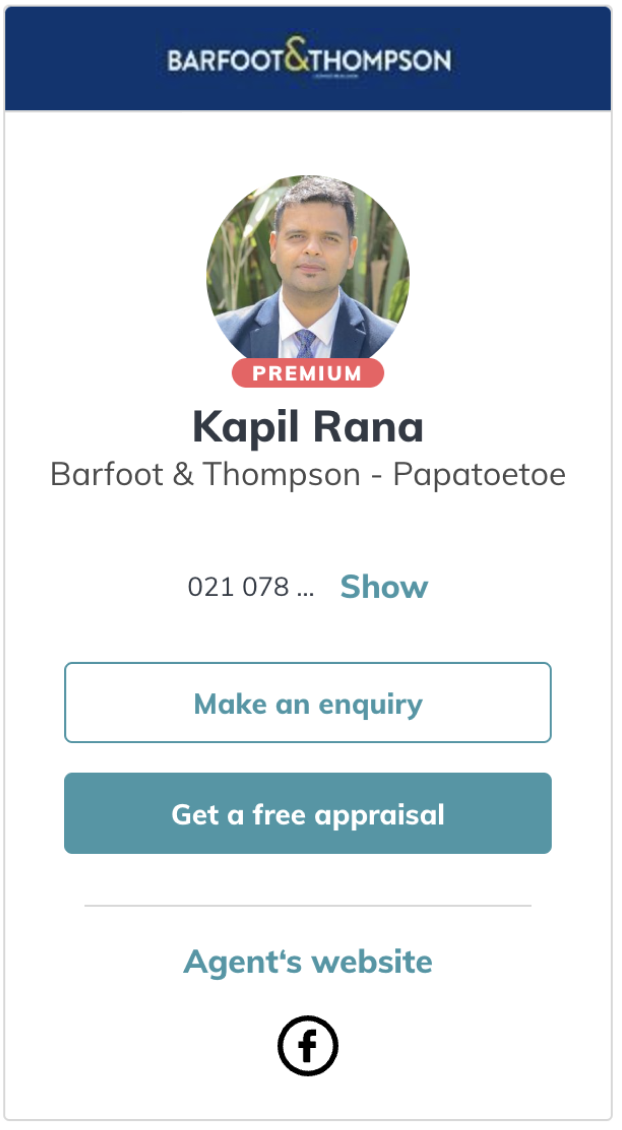 BARFOOT&THOMPSON
PREMIUM
Kapil Rana
Barfoot & Thompson - Papatoetoe
021 078 ... Show
Make an enquiry
Get a free appraisal
Agent‘s website
f